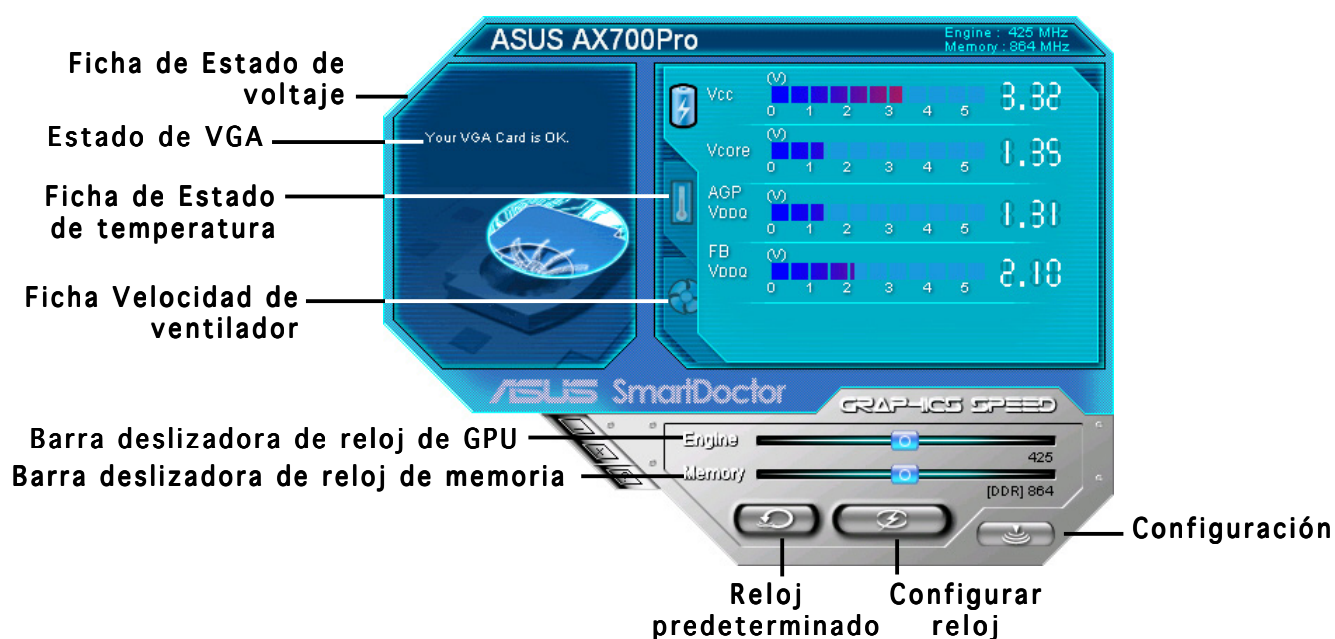 ASUS AX700Pro
Engine : 425 MHz
Memory : 864 MHz
Ficha de Estado de
voltaje
Estado de VGA
Ficha de Estado
de temperatura
Ficha Velocidad de
ventilador
Your VGA Card is OK.
Vcc
(V)
0 1 2 3 4 5
3.32
Vcore
(V)
0 1 2 3 4 5
1.35
AGP
VDDQ
(V)
0 1 2 3 4 5
1.31
FB
VDDQ
(V)
0 1 2 3 4 5
2.10
ASUS SmartDoctor
GRAPHICS SPEED
Barra deslizadora de reloj de GPU
Engine
425
Barra deslizadora de reloj de memoria
Memory
[DDR] 864
Configuración
Reloj
predeterminado
Configurar
reloj